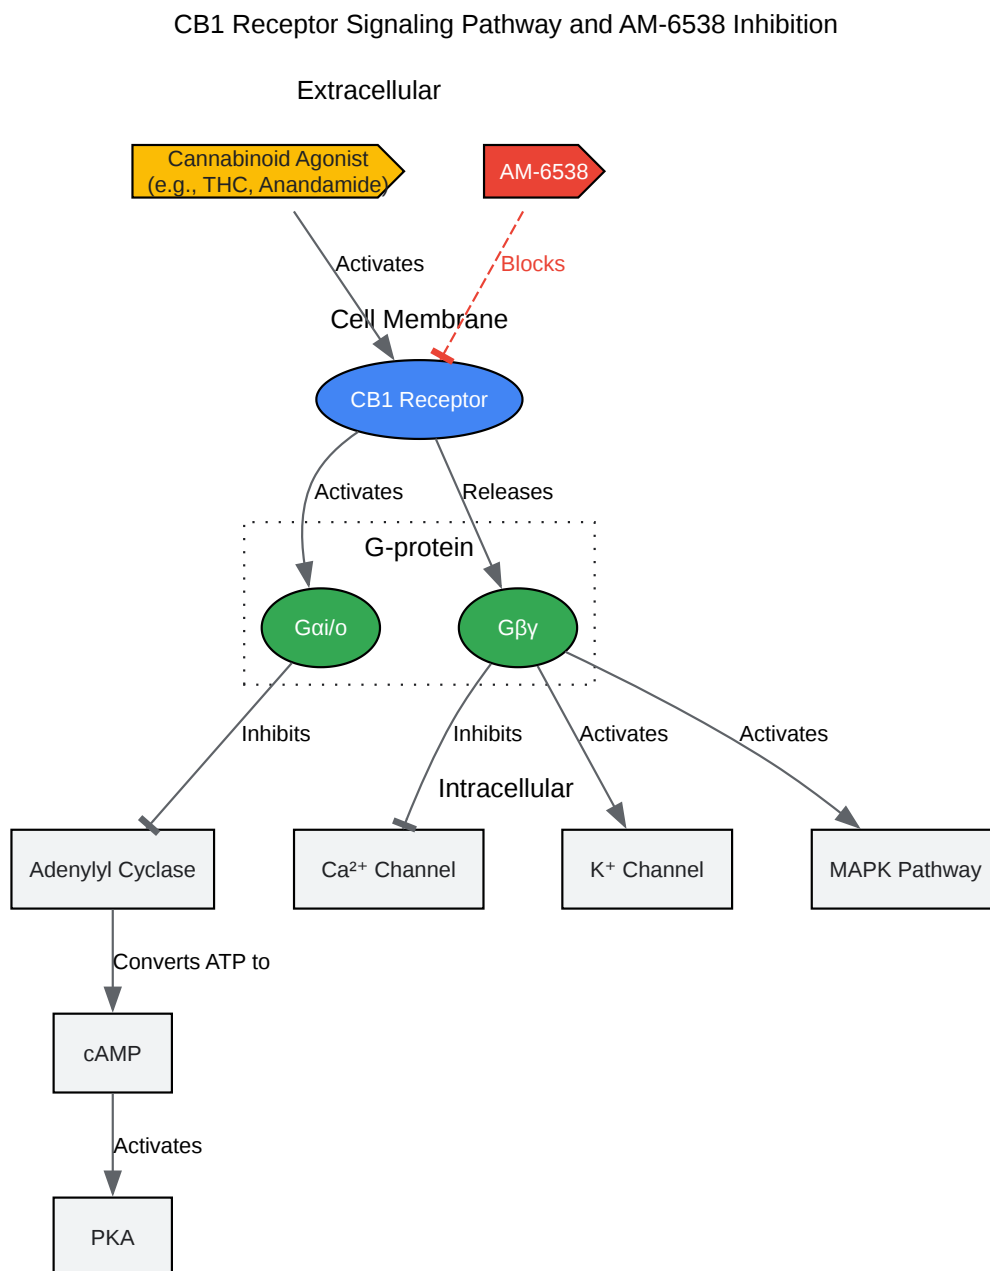 CB1 Receptor Signaling Pathway and AM-6538 Inhibition
Extracellular
Cannabinoid Agonist
(e.g., THC, Anandamide)
AM-6538
Activates
Blocks
Cell Membrane
CB1 Receptor
Activates
Releases
G-protein
Gαi/o
Gβγ
Inhibits
Inhibits
Activates
Activates
Intracellular
Adenylyl Cyclase
Ca²⁺ Channel
K⁺ Channel
MAPK Pathway
Converts ATP to
cAMP
Activates
PKA